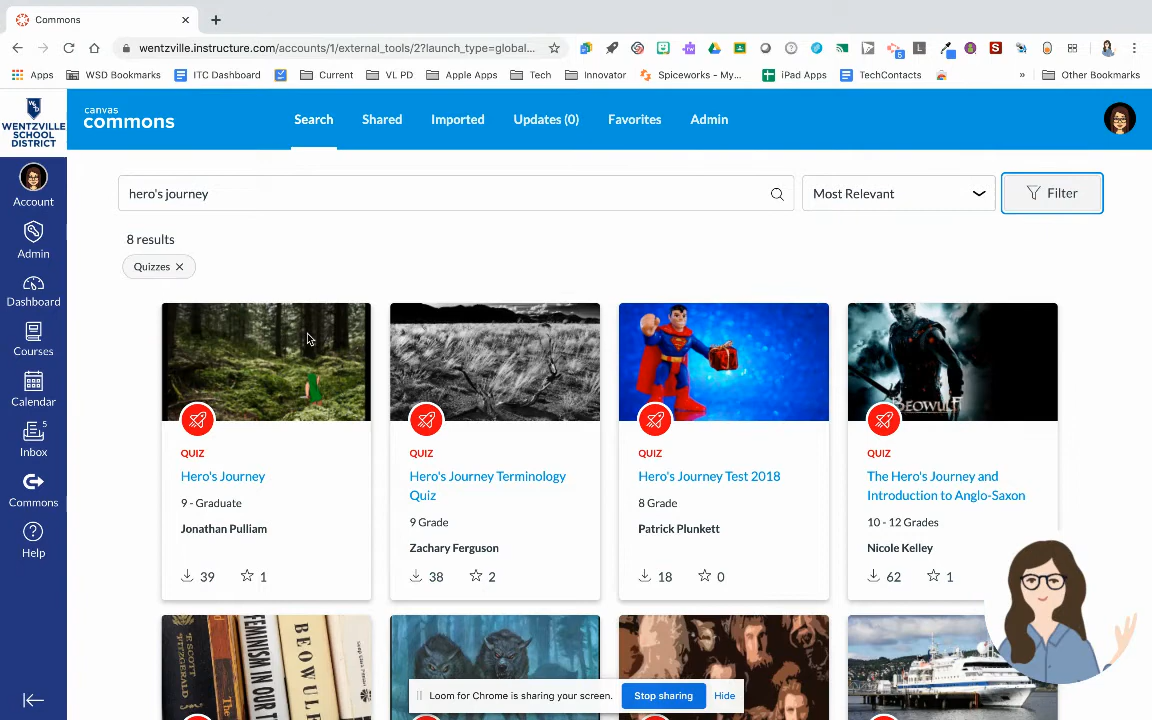 Commons
wentzville.instructure.com/accounts/1/external_tools/2?launch_type=global...
Apps
WSD Bookmarks
ITC Dashboard
Current
VL PD
Apple Apps
Tech
Innovator
Spiceworks - My...
iPad Apps
TechContacts
»
Other Bookmarks
WENTZVILLE
SCHOOL
DISTRICT
canvas
commons
Search
Shared
Imported
Updates (0)
Favorites
Admin
Account
Admin
Dashboard
Courses
Calendar
5
Inbox
Commons
Help
hero's journey
Most Relevant
Filter
8 results
Quizzes
QUIZ
Hero's Journey
9 - Graduate
Jonathan Pulliam
39
1
QUIZ
Hero's Journey Terminology
Quiz
9 Grade
Zachary Ferguson
38
2
QUIZ
Hero's Journey Test 2018
8 Grade
Patrick Plunkett
18
0
BEOWULF
QUIZ
The Hero's Journey and
Introduction to Anglo-Saxon
10 - 12 Grades
Nicole Kelley
62
1
F. SCOTT
FITZGERALD
FEMINISM IN OUR
BEOWULF
Loom for Chrome is sharing your screen.
Stop sharing
Hide